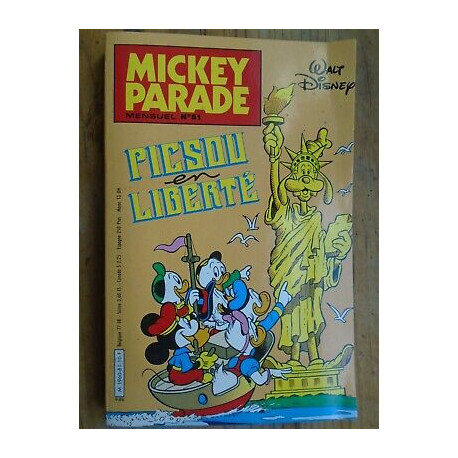 MICKEY
PARADE
MENSUEL N°81
WALT
DISNEY
PICSOU
en
LIBERTÉ